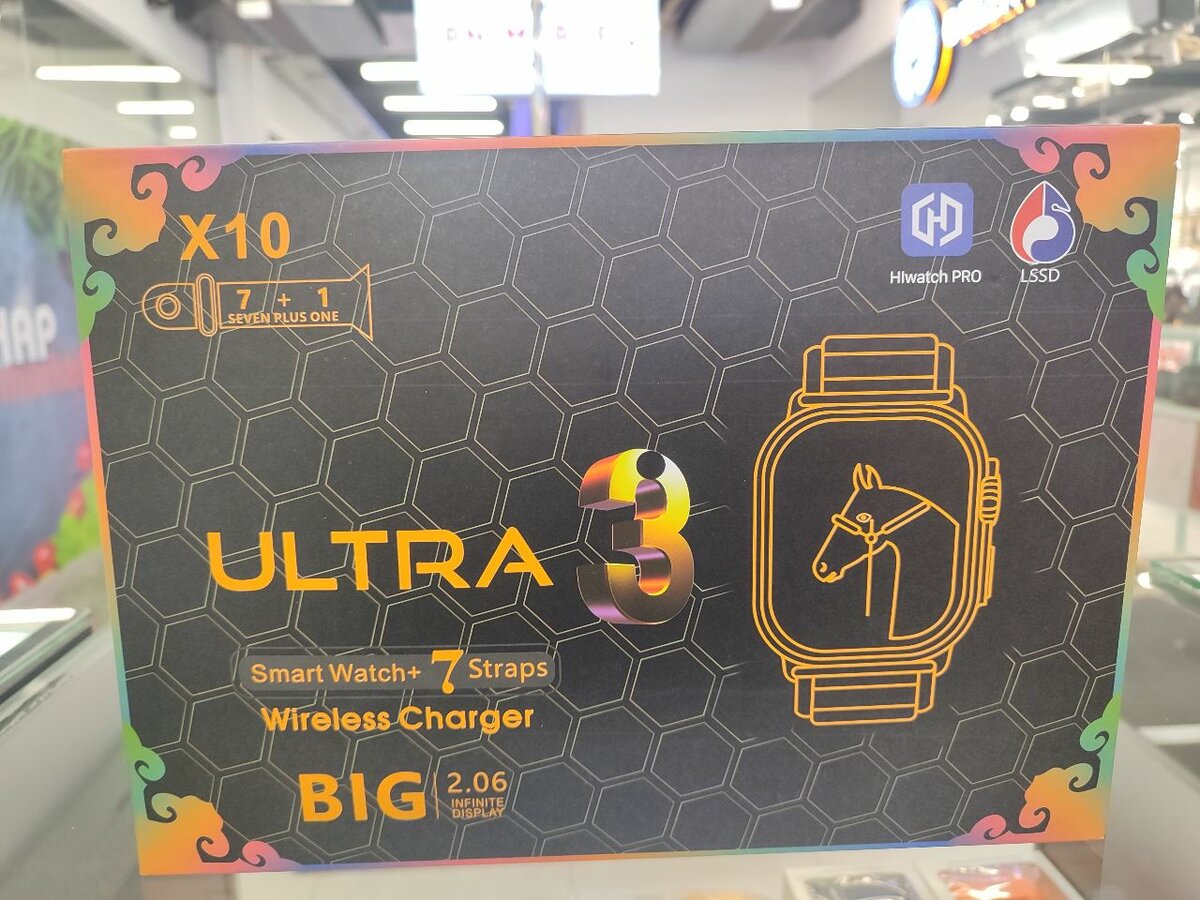 X10
7 + 1
SEVEN PLUS ONE
HIwatch PRO
LSSD
HAP
ULTRA 3
Smart Watch+ 7 Straps
Wireless Charger
BIG 2.06
INFINITE
DISPLAY